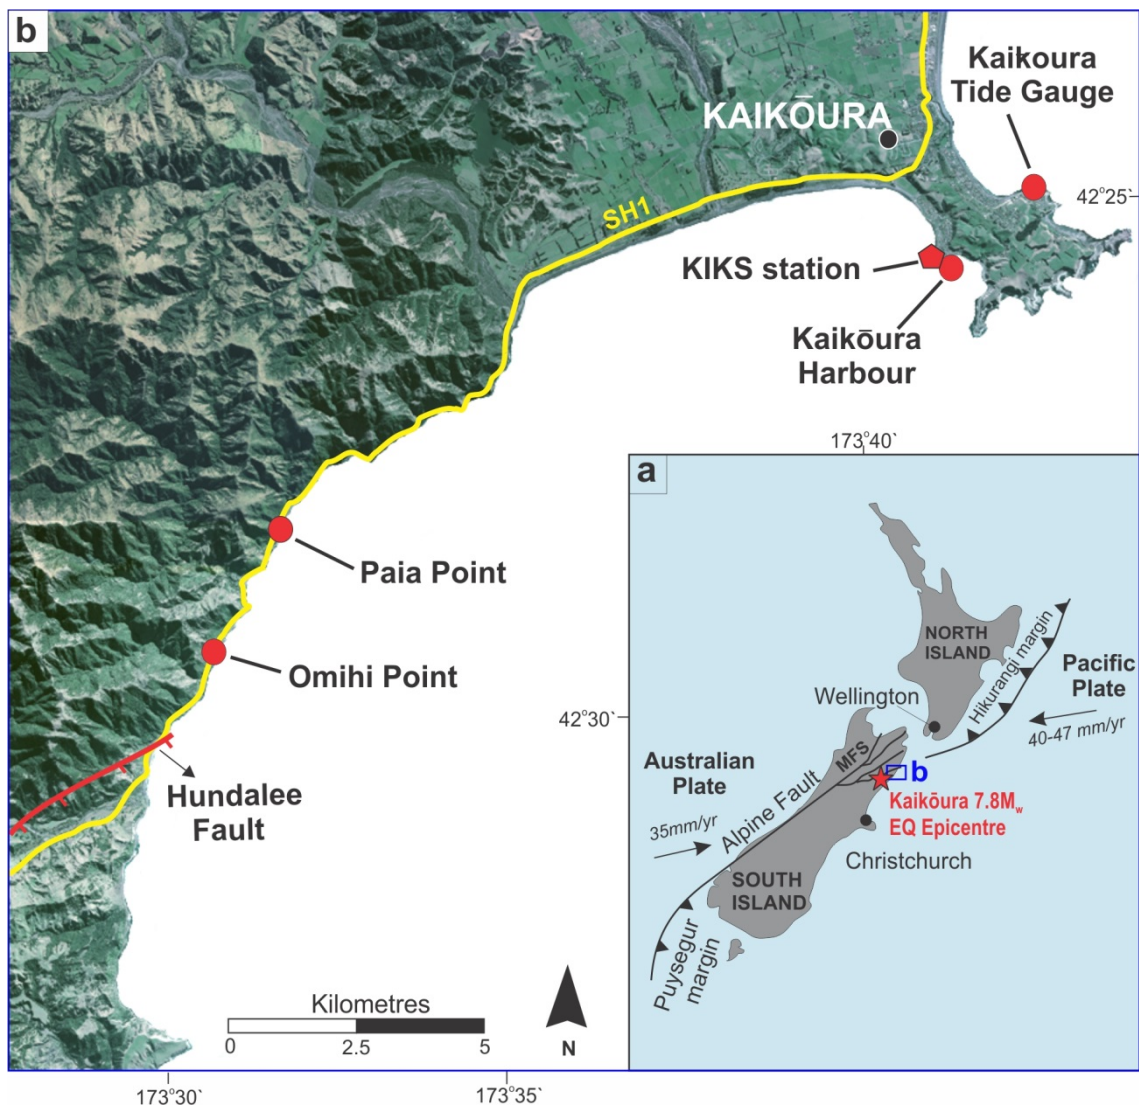 b
Kaikoura
Tide Gauge
KAIKŌURA
42°25`
SH1
KIKS station
Kaikōura
Harbour
173°40`
Paia Point
Omihi Point
Hundalee
Fault
42°30`
Kilometres
0
2.5
5
N
173°30`
173°35`
a
NORTH
ISLAND
Hikurangi margin
Pacific
Plate
40-47 mm/yr
Wellington
MFS
b
Australian
Plate
35mm/yr
Alpine Fault
Kaikōura 7.8Mw
EQ Epicentre
Christchurch
SOUTH
ISLAND
Puysegur
margin